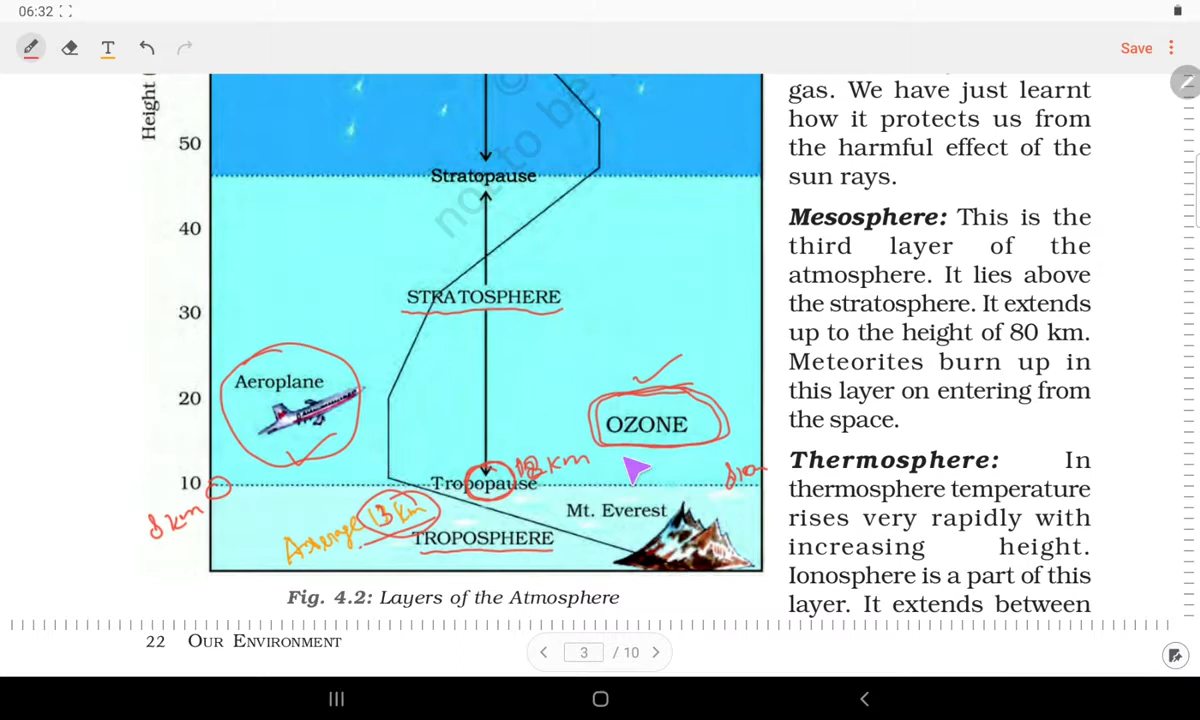 06:32
T
Save
Height (
gas. We have just learnt
how it protects us from
the harmful effect of the
sun rays.
Mesosphere: This is the
third layer of the
atmosphere. It lies above
the stratosphere. It extends
up to the height of 80 km.
Meteorites burn up in
this layer on entering from
the space.
Thermosphere: In
thermosphere temperature
rises very rapidly with
increasing height.
Ionosphere is a part of this
layer. It extends between
50
40
30
20
10
©
not to be
Stratopause
STRATOSPHERE
Aeroplane
OZONE
Tropopause
18 km
8 km
8 km
Average 13 km
Mt. Everest
TROPOSPHERE
Fig. 4.2: Layers of the Atmosphere
22 OUR ENVIRONMENT
3 / 10